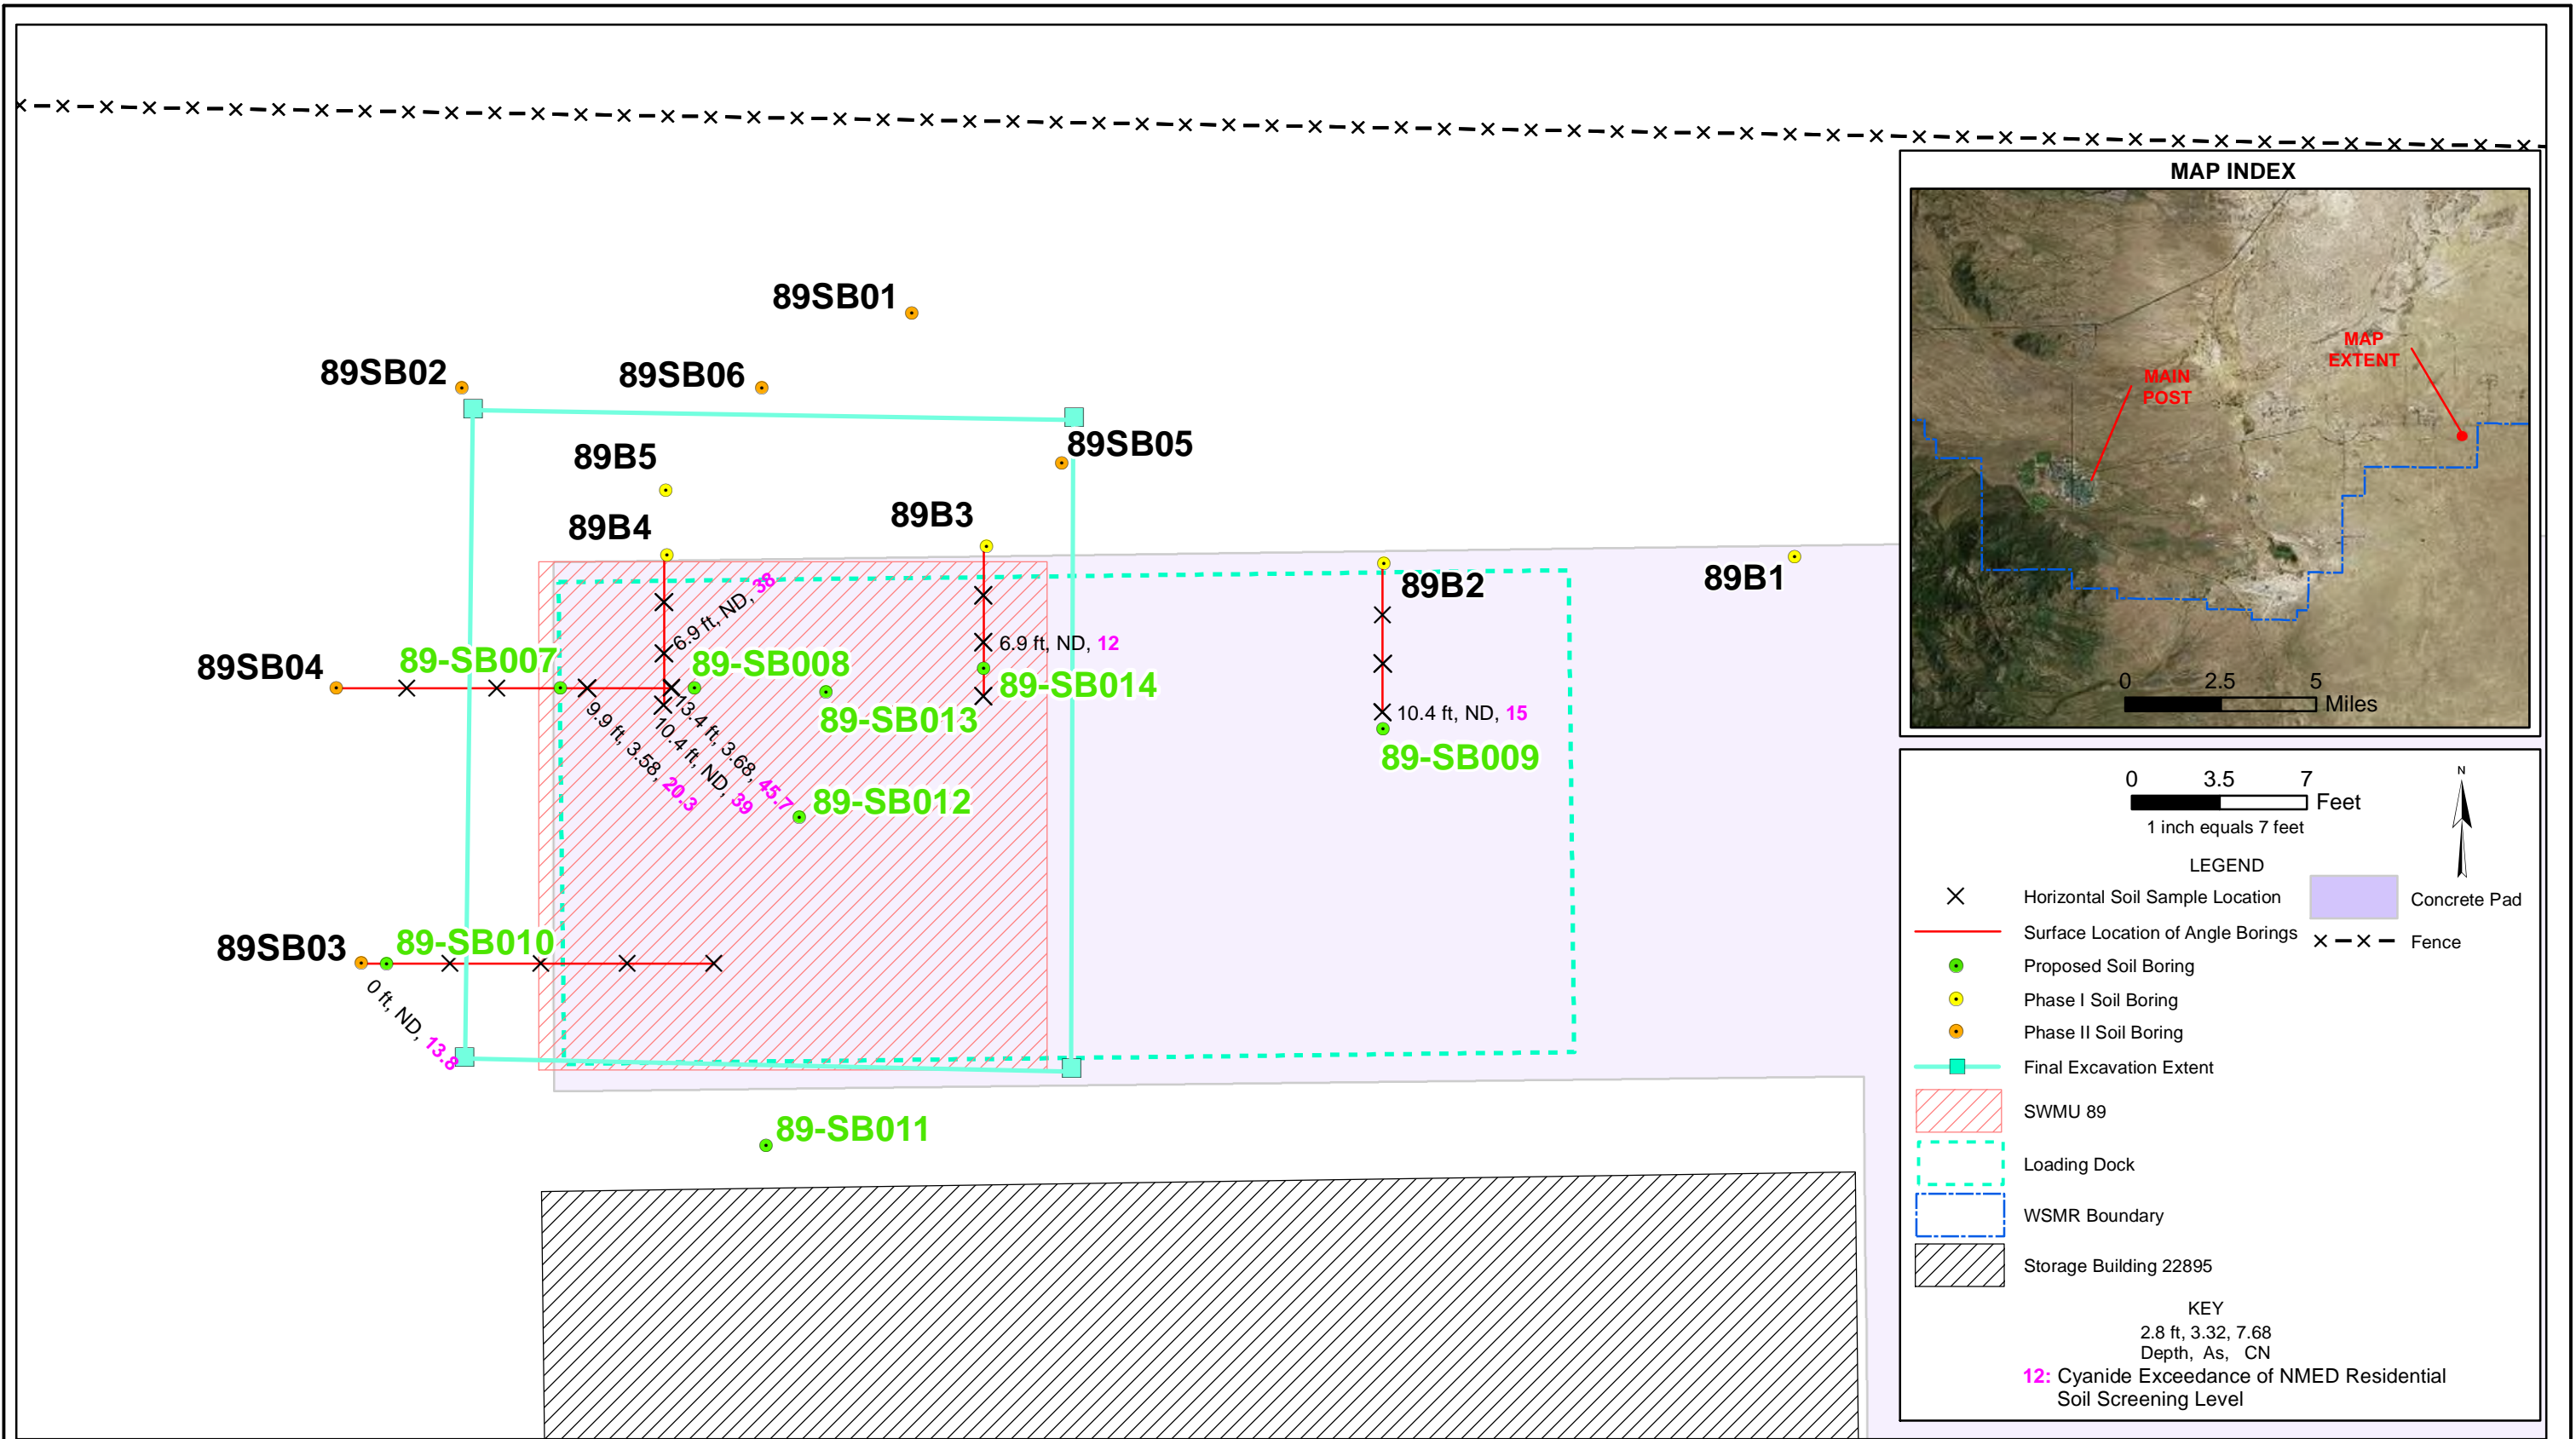 MAP INDEX
MAP
EXTENT
MAIN
POST
0 2.5 5
Miles
89SB01
89SB02
89SB06
89SB05
89B5
89B4
89B3
89B2
89B1
6.9 ft, ND, 38
6.9 ft, ND, 12
89SB04
89-SB007
89-SB008
89-SB014
89-SB013
13.4 ft, 3.68, 45.7
10.4 ft, ND, 39
9.9 ft, 3.58, 20.3
10.4 ft, ND, 15
89-SB009
89-SB012
89SB03
89-SB010
0 ft, ND, 13.8
89-SB011
0 3.5 7
Feet
1 inch equals 7 feet
N
LEGEND
Horizontal Soil Sample Location
Surface Location of Angle Borings
Proposed Soil Boring
Phase I Soil Boring
Phase II Soil Boring
Final Excavation Extent
SWMU 89
Loading Dock
WSMR Boundary
Storage Building 22895
Concrete Pad
Fence
KEY
2.8 ft, 3.32, 7.68
Depth, As, CN
12: Cyanide Exceedance of NMED Residential
Soil Screening Level